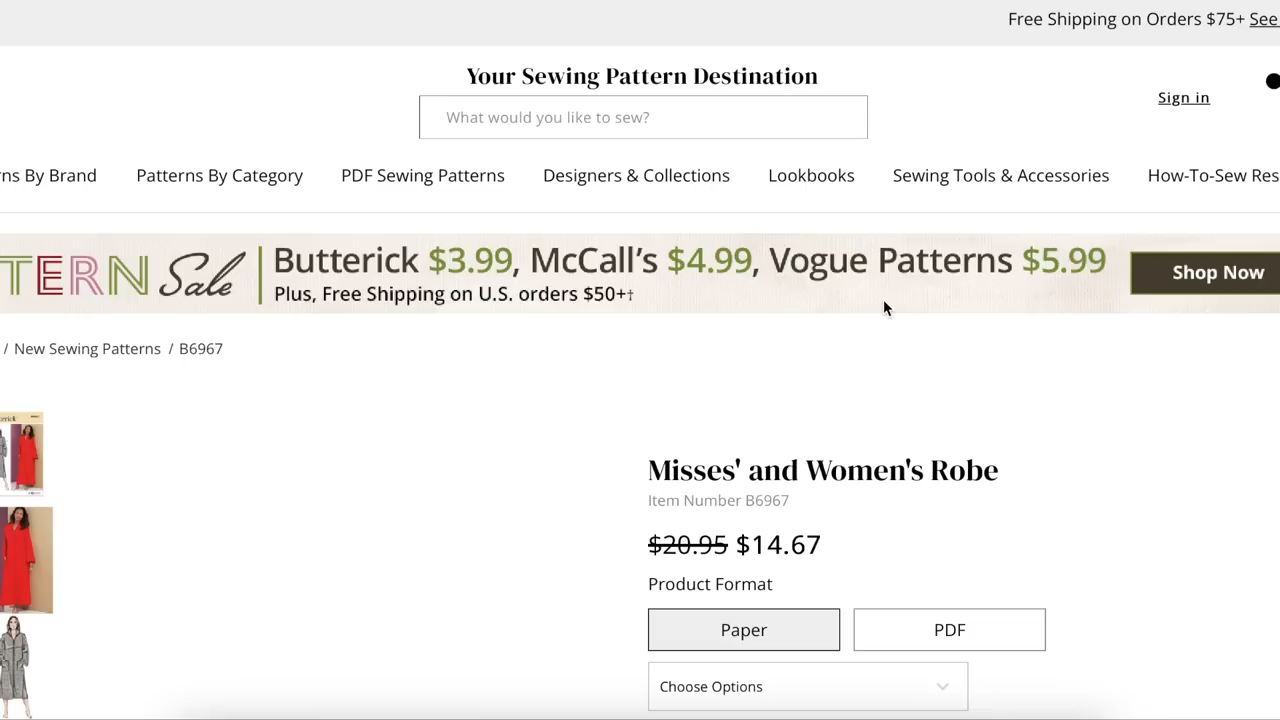 Free Shipping on Orders $75+ See
Your Sewing Pattern Destination
What would you like to sew?
Sign in
rns By Brand
Patterns By Category
PDF Sewing Patterns
Designers & Collections
Lookbooks
Sewing Tools & Accessories
How-To-Sew Res
TERN Sale
Butterick $3.99, McCall's $4.99, Vogue Patterns $5.99
Plus, Free Shipping on U.S. orders $50+†
Shop Now
/ New Sewing Patterns / B6967
Misses' and Women's Robe
Item Number B6967
$20.95 $14.67
Product Format
Paper
PDF
Choose Options